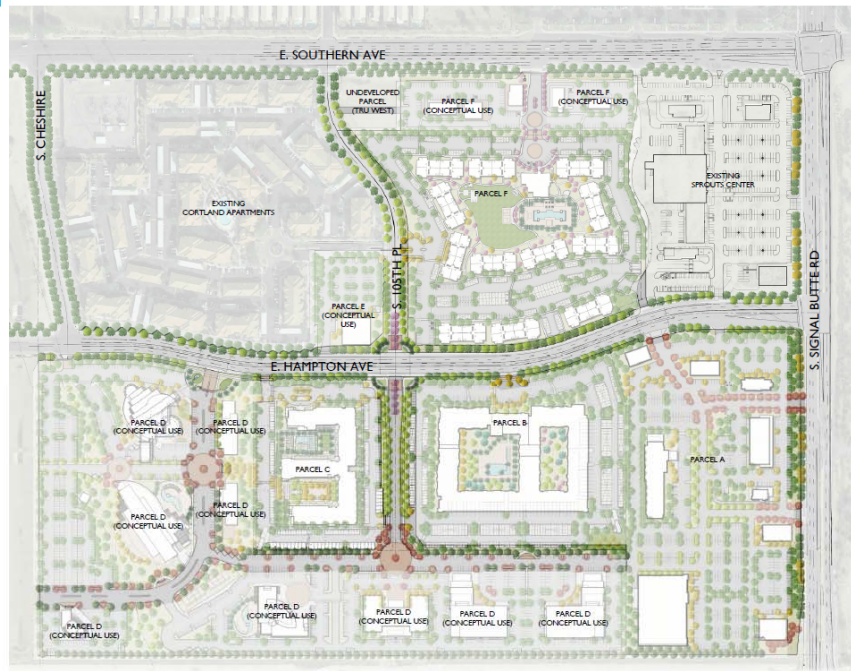 E. SOUTHERN AVE
S. CHESHIRE
UNDEVELOPED
PARCEL
(TRU WEST)
PARCEL F
(CONCEPTUAL USE)
PARCEL F
(CONCEPTUAL USE)
EXISTING
SPROUTS CENTER
PARCEL F
EXISTING
CORTLAND APARTMENTS
S. 105TH PL
S. SIGNAL BUTTE RD
PARCEL E
(CONCEPTUAL
USE)
E. HAMPTON AVE
PARCEL D
(CONCEPTUAL USE)
PARCEL D
(CONCEPTUAL USE)
PARCEL B
PARCEL C
PARCEL A
PARCEL D
(CONCEPTUAL USE)
PARCEL D
(CONCEPTUAL USE)
PARCEL D
(CONCEPTUAL USE)
PARCEL D
(CONCEPTUAL USE)
PARCEL D
(CONCEPTUAL USE)
PARCEL D
(CONCEPTUAL USE)
PARCEL D
(CONCEPTUAL USE)